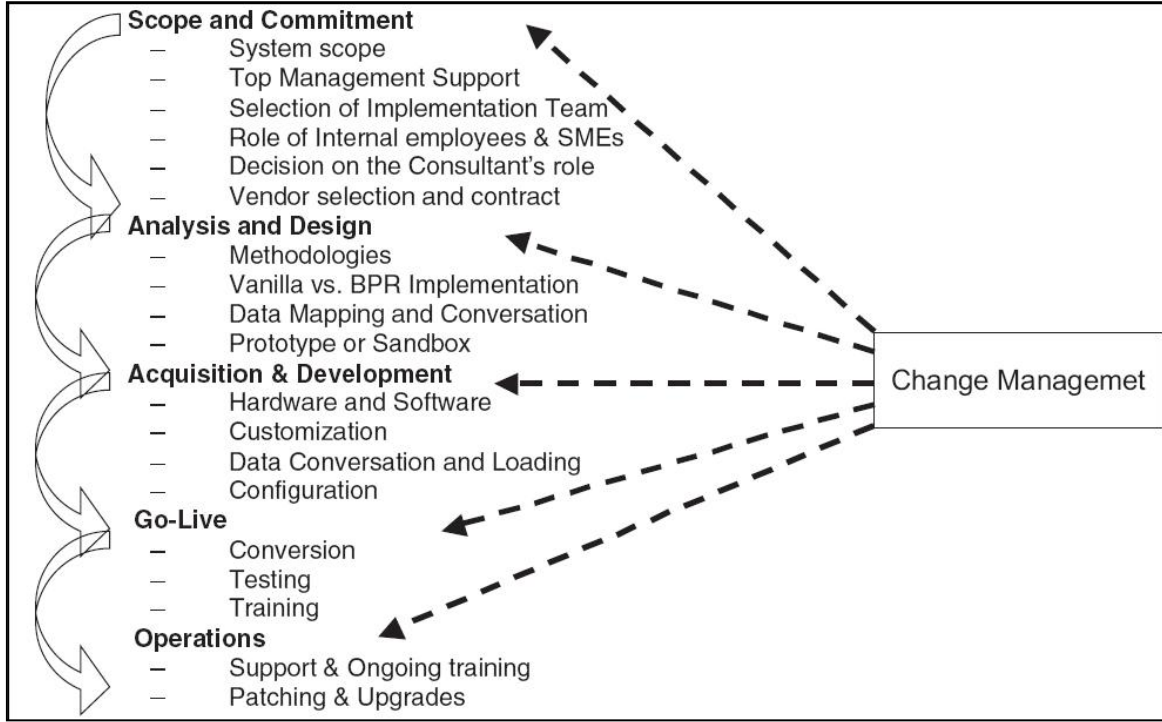 Scope and Commitment
– System scope
– Top Management Support
– Selection of Implementation Team
– Role of Internal employees & SMEs
– Decision on the Consultant's role
– Vendor selection and contract
Analysis and Design
– Methodologies
– Vanilla vs. BPR Implementation
– Data Mapping and Conversation
– Prototype or Sandbox
Acquisition & Development
– Hardware and Software
– Customization
– Data Conversation and Loading
– Configuration
Go-Live
– Conversion
– Testing
– Training
Operations
– Support & Ongoing training
– Patching & Upgrades
Change Managemet